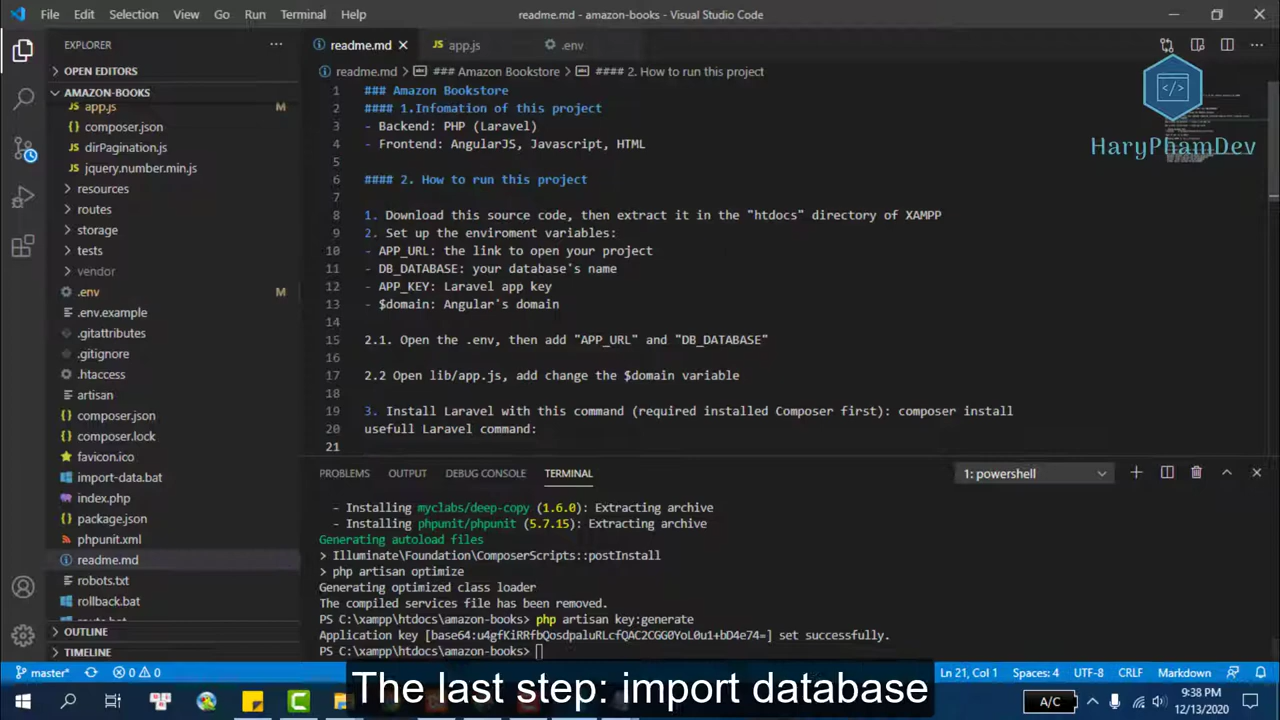 File Edit Selection View Go Run Terminal Help
readme.md - amazon-books - Visual Studio Code
EXPLORER
readme.md
app.js
.env
OPEN EDITORS
readme.md > ### Amazon Bookstore > #### 2. How to run this project
AMAZON-BOOKS
app.js M
composer.json
dirPagination.js
jquery.number.min.js M
resources
routes
storage
tests
vendor
.env M
.env.example
.gitattributes
.gitignore
.htaccess
artisan
composer.json
composer.lock
favicon.ico
import-data.bat
index.php
package.json
phpunit.xml
readme.md
robots.txt
rollback.bat
OUTLINE
TIMELINE
1 ### Amazon Bookstore
2 #### 1.Infomation of this project
3 - Backend: PHP (Laravel)
4 - Frontend: AngularJS, Javascript, HTML
5
6 #### 2. How to run this project
7
8 1. Download this source code, then extract it in the "htdocs" directory of XAMPP
9 2. Set up the enviroment variables:
10 - APP_URL: the link to open your project
11 - DB_DATABASE: your database's name
12 - APP_KEY: Laravel app key
13 - $domain: Angular's domain
14
15 2.1. Open the .env, then add "APP_URL" and "DB_DATABASE"
16
17 2.2 Open lib/app.js, add change the $domain variable
18
19 3. Install Laravel with this command (required installed Composer first): composer install
20 usefull Laravel command:
21
</>
HaryPhamDev
PROBLEMS OUTPUT DEBUG CONSOLE TERMINAL
1: powershell
- Installing myclabs/deep-copy (1.6.0): Extracting archive
- Installing phpunit/phpunit (5.7.15): Extracting archive
Generating autoload files
> Illuminate\Foundation\ComposerScripts::postInstall
> php artisan optimize
Generating optimized class loader
The compiled services file has been removed.
PS C:\xampp\htdocs\amazon-books> php artisan key:generate
Application key [base64:u4gfKiRRfbQosdpaluRLcfQAC2CGG0YoL0u1+bD4e74=] set successfully.
PS C:\xampp\htdocs\amazon-books>
master*
0 0
Ln 21, Col 1 Spaces: 4 UTF-8 CRLF Markdown
The last step: import database
A/C
9:38 PM
12/13/2020